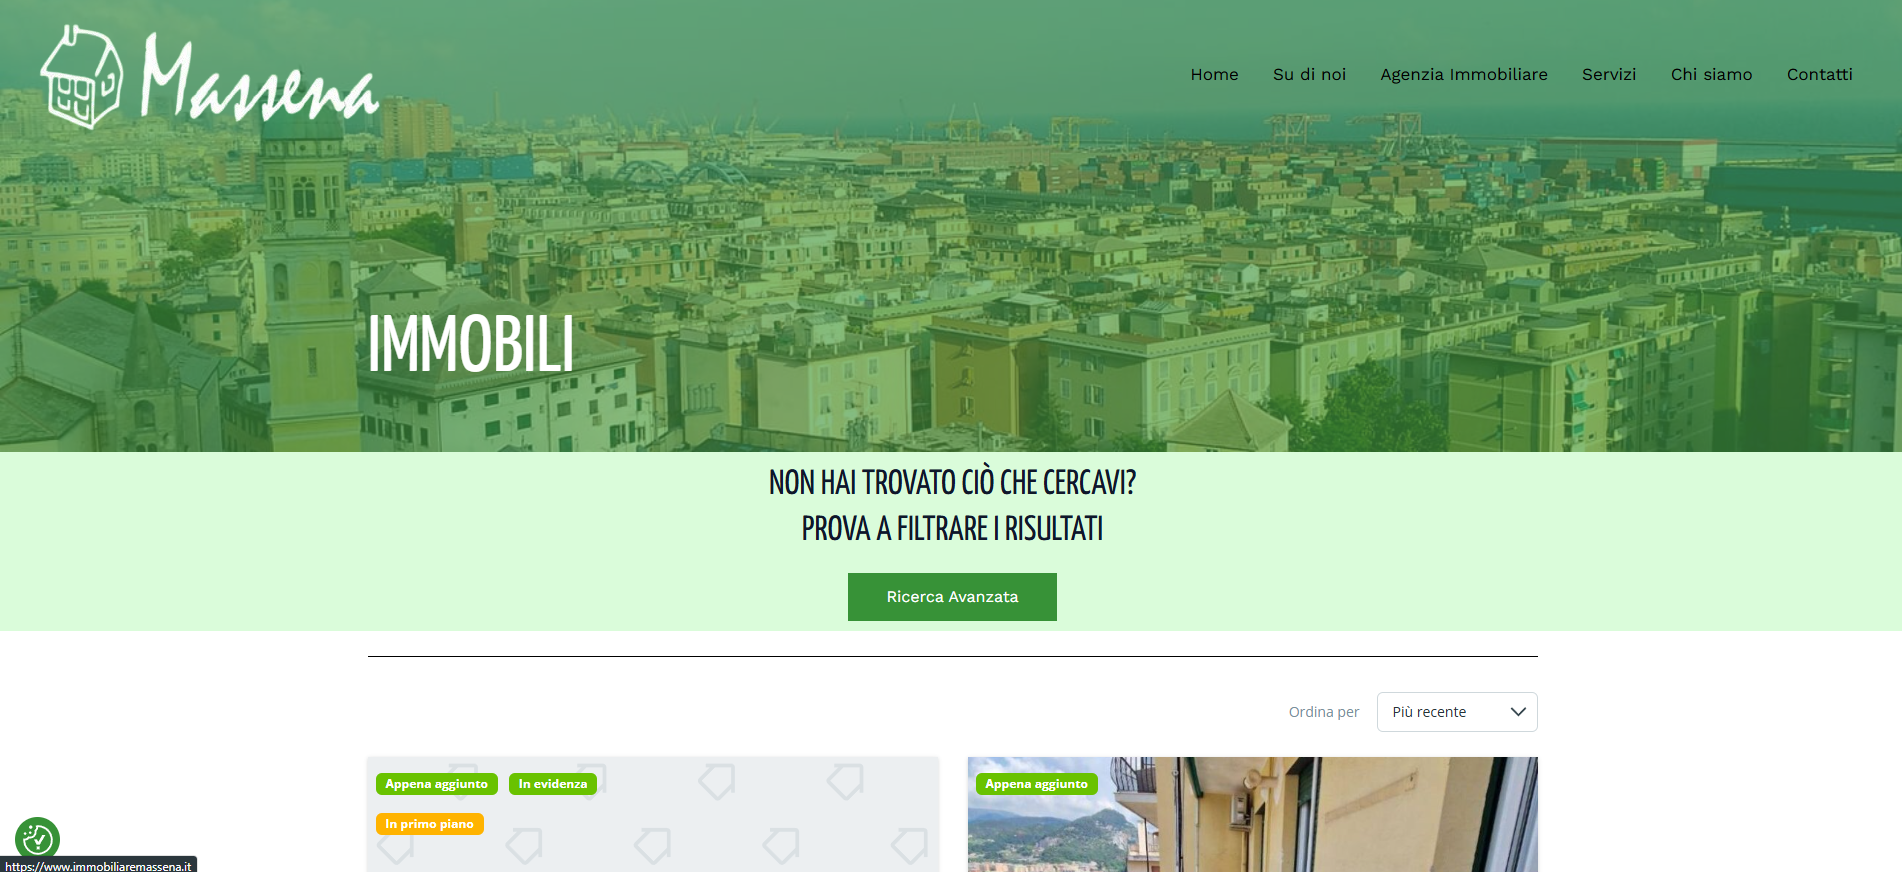 Massena
Home Su di noi Agenzia Immobiliare Servizi Chi siamo Contatti
IMMOBILI
NON HAI TROVATO CIÒ CHE CERCAVI?
PROVA A FILTRARE I RISULTATI
Ricerca Avanzata
Ordina per Più recente
Appena aggiunto In evidenza
In primo piano
Appena aggiunto
https://www.immobiliaremassena.it